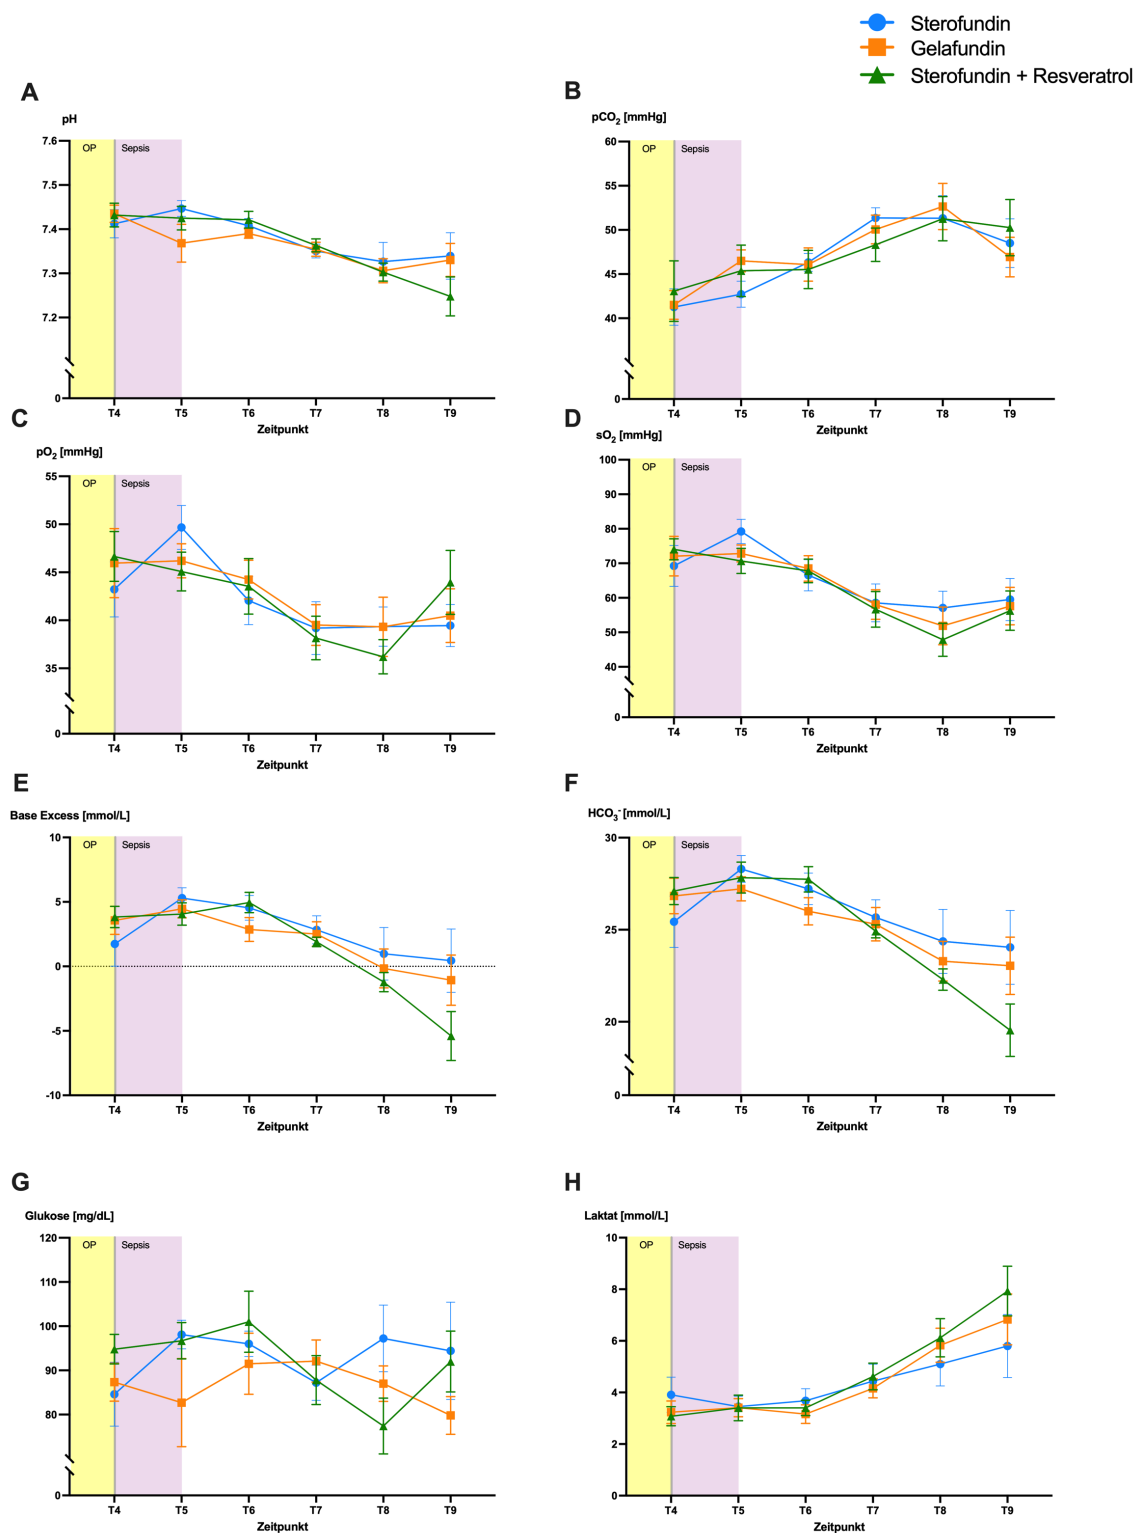 Sterofundin
Gelafundin
Sterofundin + Resveratrol
A
pH
7.6
7.5
7.4
7.3
7.2
0
OP
Sepsis
T4 T5 T6 T7 T8 T9
Zeitpunkt
B
pCO₂ [mmHg]
60
55
50
45
40
0
OP
Sepsis
T4 T5 T6 T7 T8 T9
Zeitpunkt
C
pO₂ [mmHg]
55
50
45
40
35
0
OP
Sepsis
T4 T5 T6 T7 T8 T9
Zeitpunkt
D
sO₂ [mmHg]
100
90
80
70
60
50
40
0
OP
Sepsis
T4 T5 T6 T7 T8 T9
Zeitpunkt
E
Base Excess [mmol/L]
10
5
0
-5
-10
OP
Sepsis
T4 T5 T6 T7 T8 T9
Zeitpunkt
F
HCO₃⁻ [mmol/L]
30
25
20
0
OP
Sepsis
T4 T5 T6 T7 T8 T9
Zeitpunkt
G
Glukose [mg/dL]
120
110
100
90
80
0
OP
Sepsis
T4 T5 T6 T7 T8 T9
Zeitpunkt
H
Laktat [mmol/L]
10
8
6
4
2
0
OP
Sepsis
T4 T5 T6 T7 T8 T9
Zeitpunkt